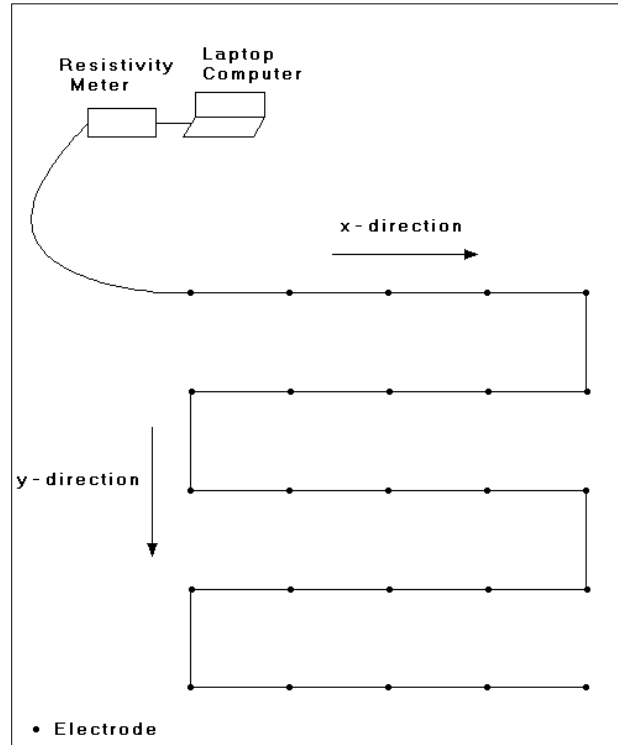 Resistivity
Meter
Laptop
Computer
x-direction
y-direction
• Electrode